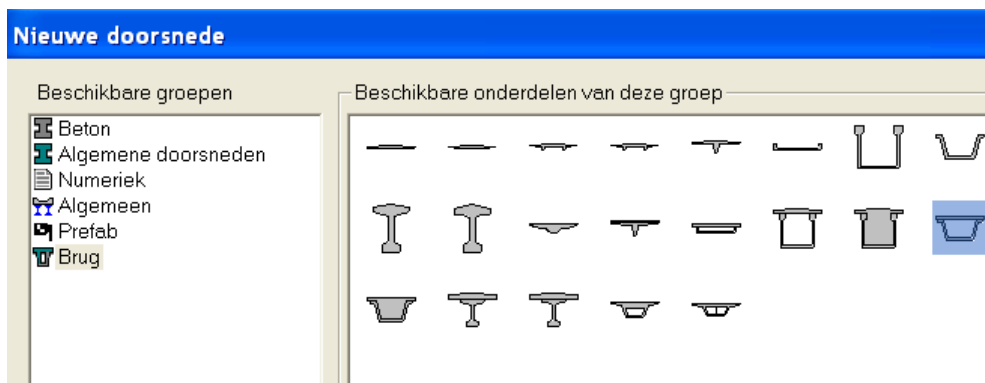 Nieuwe doorsnede
Beschikbare groepen
Beschikbare onderdelen van deze groep
Beton
Algemene doorsneden
Numeriek
Algemeen
Prefab
Brug